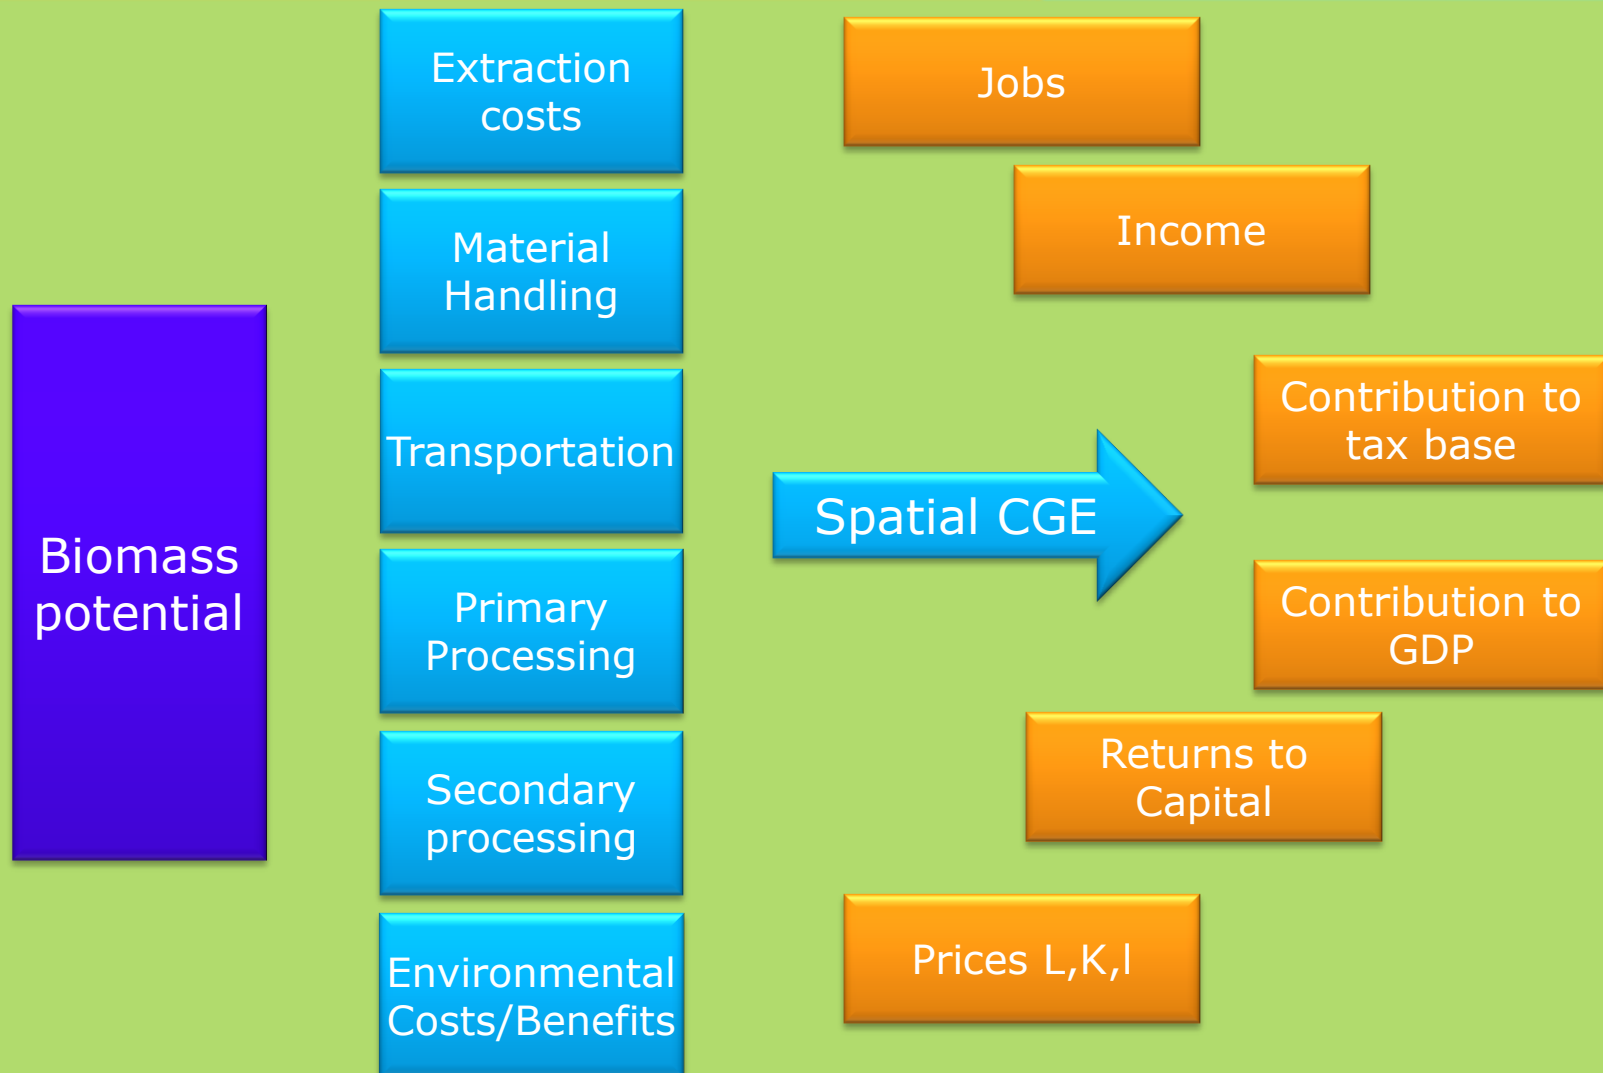 Biomass
potential
Extraction
costs
Material
Handling
Transportation
Primary
Processing
Secondary
processing
Environmental
Costs/Benefits
Spatial CGE
Jobs
Income
Contribution to
tax base
Contribution to
GDP
Returns to
Capital
Prices L,K,l